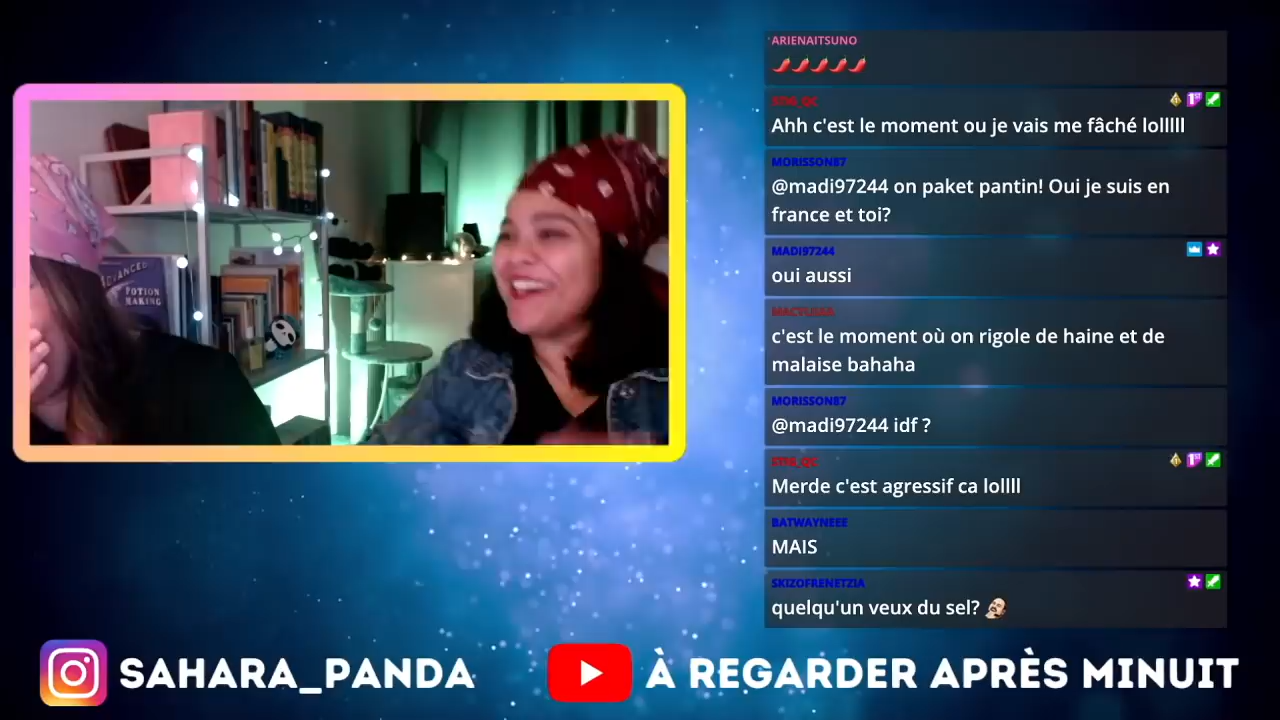 ADVANCED
POTION
MAKING
ARIENAITSUNO
Ahh c'est le moment ou je vais me fâché lolllll
MORISSON87
@madi97244 on paket pantin! Oui je suis en
france et toi?
MADI97244
oui aussi
c'est le moment où on rigole de haine et de
malaise bahaha
MORISSON87
@madi97244 idf ?
Merde c'est agressif ca lollll
BATWAYNEEE
MAIS
SKIZOFRENETZIA
quelqu'un veux du sel?
SAHARA_PANDA
À REGARDER APRÈS MINUIT